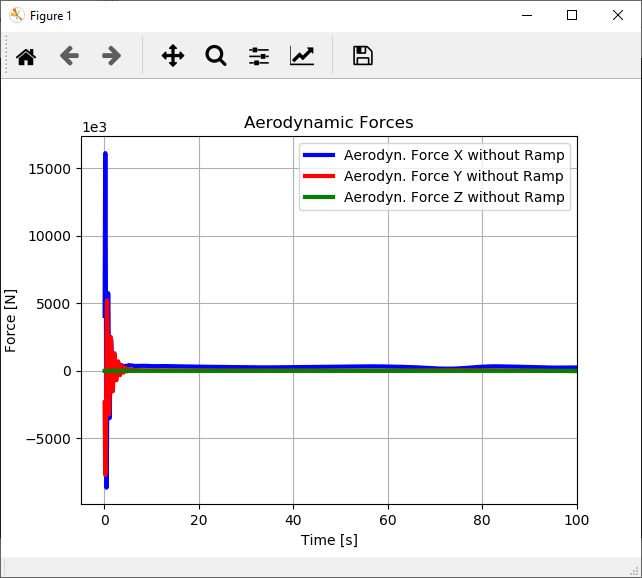 Figure 1
Aerodynamic Forces
1e3
Aerodyn. Force X without Ramp
Aerodyn. Force Y without Ramp
Aerodyn. Force Z without Ramp
15000
10000
5000
0
−5000
Force [N]
0 20 40 60 80 100
Time [s]